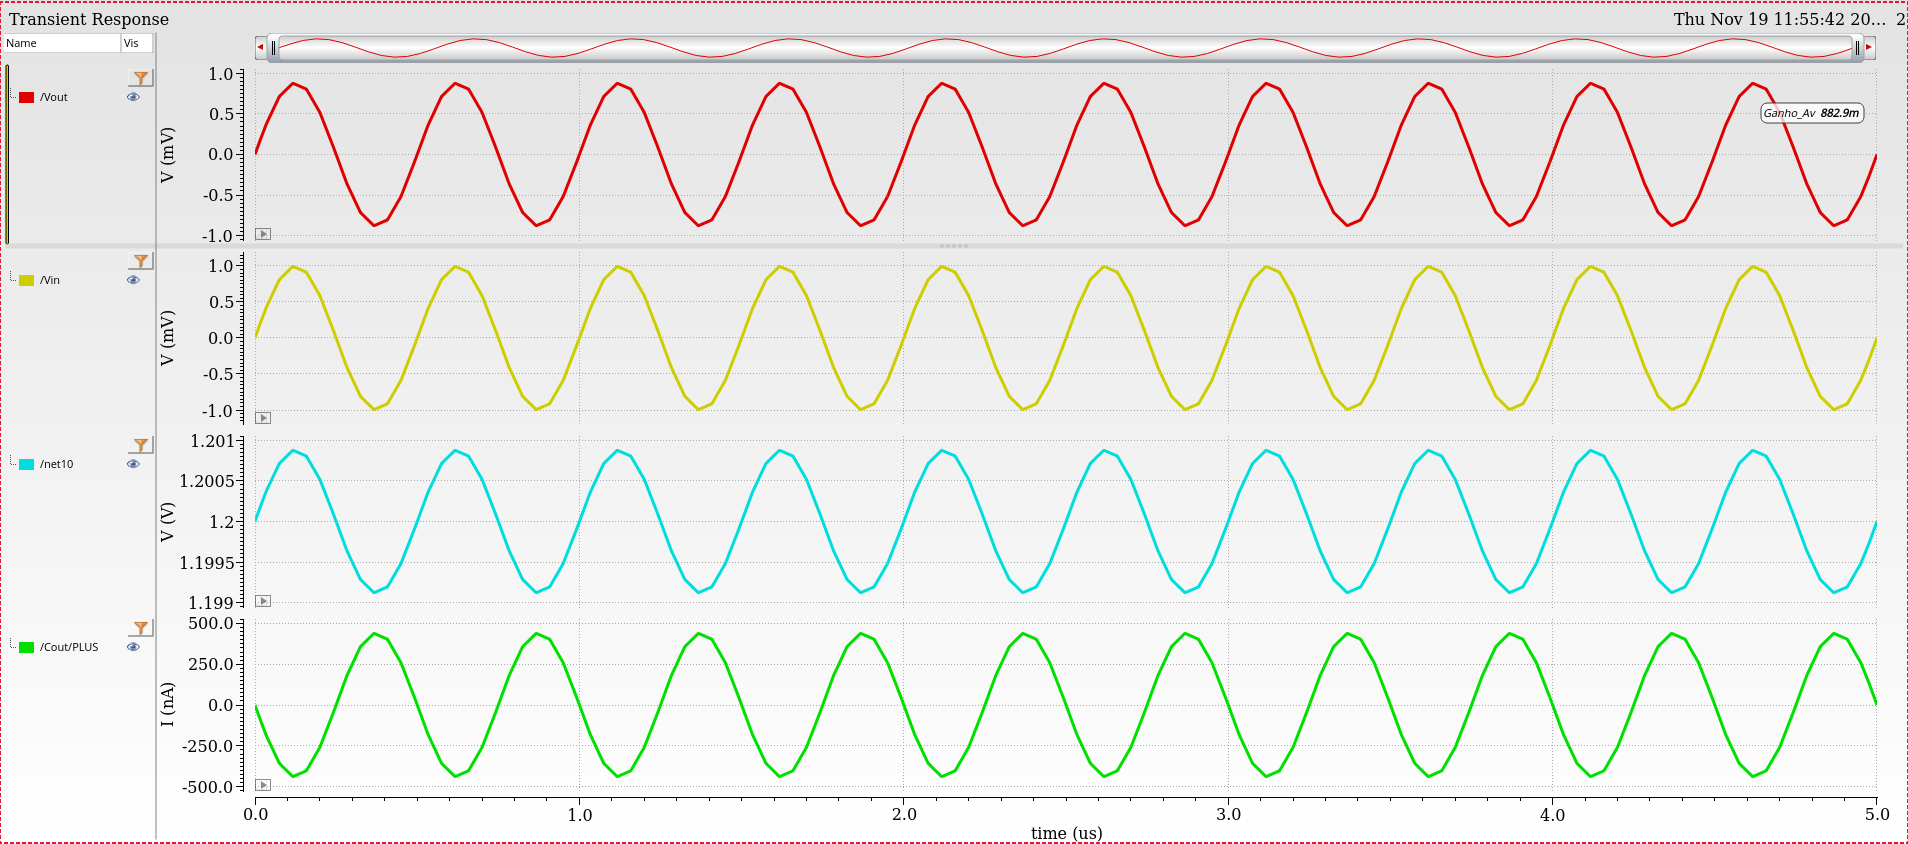 Transient Response
Thu Nov 19 11:55:42 20... 2
Name Vis
/Vout
1.0
0.5
0.0
-0.5
-1.0
V (mV)
Ganho_Av 882.9m
/Vin
1.0
0.5
0.0
-0.5
-1.0
V (mV)
/net10
1.201
1.2005
1.2
1.1995
1.199
V (V)
/Cout/PLUS
500.0
250.0
0.0
-250.0
-500.0
I (nA)
0.0 1.0 2.0 3.0 4.0 5.0
time (us)